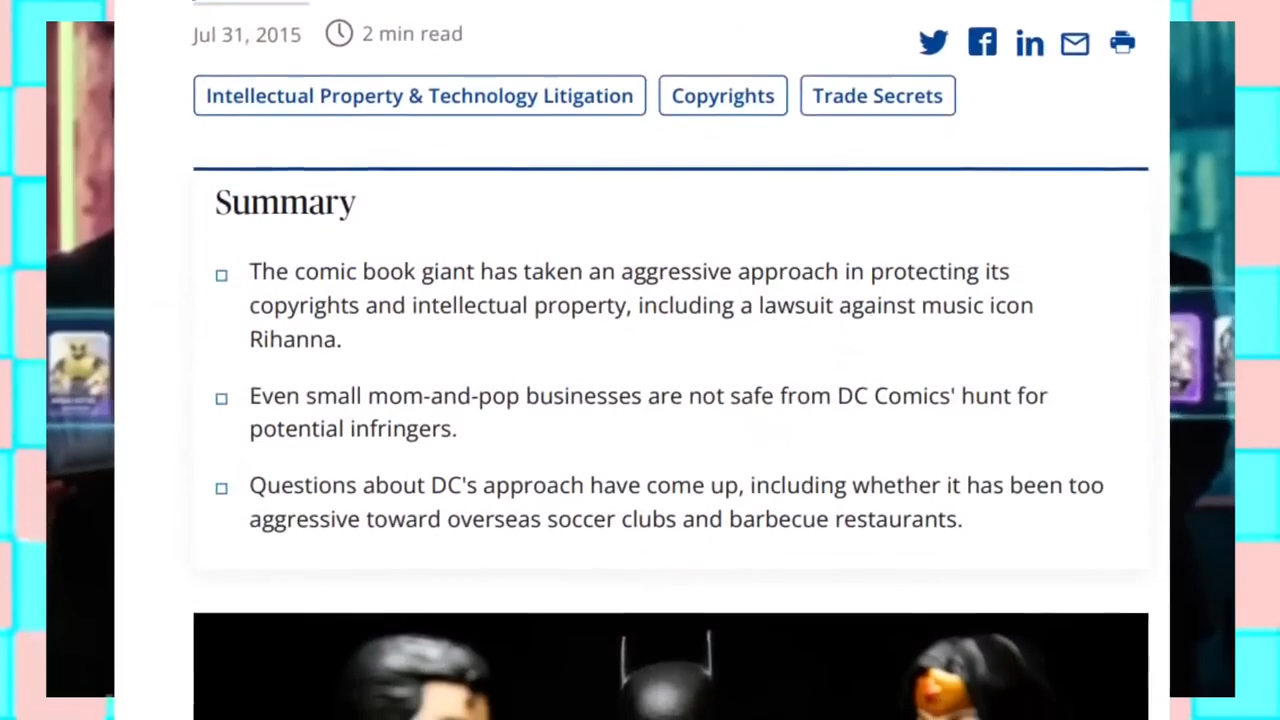 Jul 31, 2015 2 min read
Intellectual Property & Technology Litigation Copyrights Trade Secrets
Summary
The comic book giant has taken an aggressive approach in protecting its
copyrights and intellectual property, including a lawsuit against music icon
Rihanna.
Even small mom-and-pop businesses are not safe from DC Comics' hunt for
potential infringers.
Questions about DC's approach have come up, including whether it has been too
aggressive toward overseas soccer clubs and barbecue restaurants.